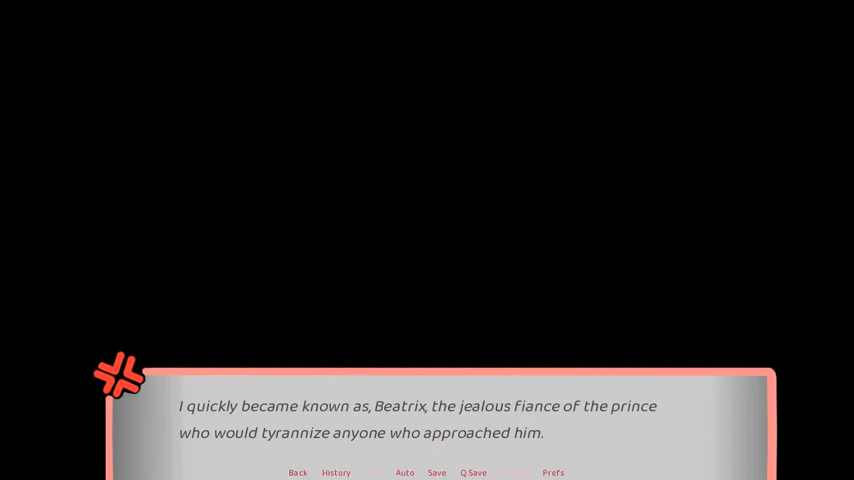 I quickly became known as, Beatrix, the jealous fiance of the prince
who would tyrannize anyone who approached him.
Back History Auto Save Q.Save Prefs